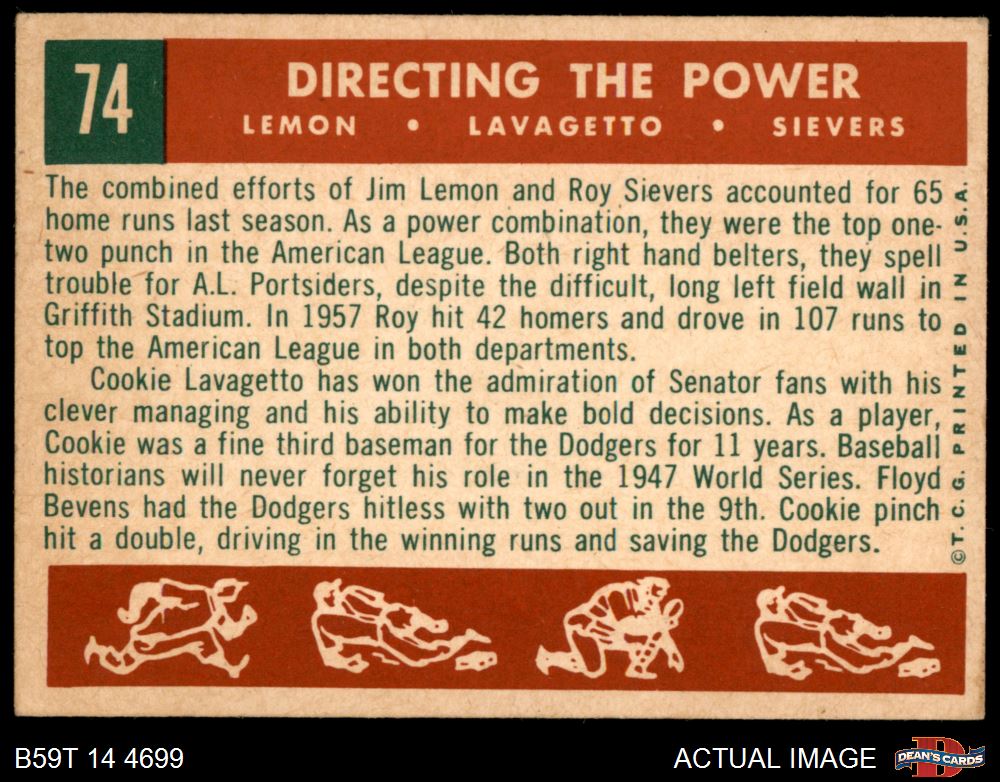 74
DIRECTING THE POWER
LEMON • LAVAGETTO • SIEVERS
The combined efforts of Jim Lemon and Roy Sievers accounted for 65
home runs last season. As a power combination, they were the top one-
two punch in the American League. Both right hand belters, they spell
trouble for A.L. Portsiders, despite the difficult, long left field wall in
Griffith Stadium. In 1957 Roy hit 42 homers and drove in 107 runs to
top the American League in both departments.
Cookie Lavagetto has won the admiration of Senator fans with his
clever managing and his ability to make bold decisions. As a player,
Cookie was a fine third baseman for the Dodgers for 11 years. Baseball
historians will never forget his role in the 1947 World Series. Floyd
Bevens had the Dodgers hitless with two out in the 9th. Cookie pinch
hit a double, driving in the winning runs and saving the Dodgers.
©T. C. G. PRINTED IN U.S.A.
B59T 14 4699
ACTUAL IMAGE
D
DEAN'S CARDS